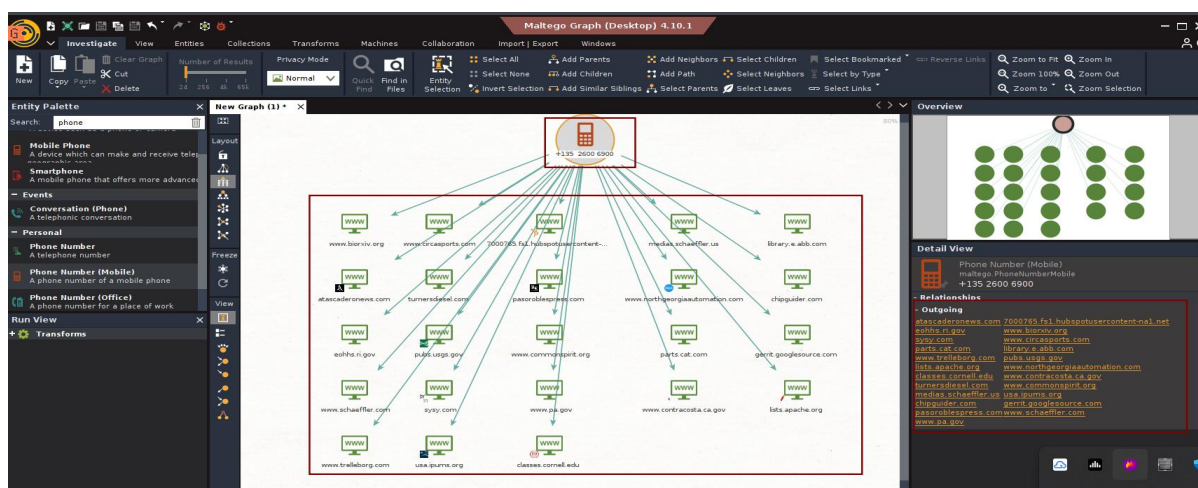 Maltego Graph (Desktop) 4.10.1
Investigate View Entities Collections Transforms Machines Collaboration Import | Export Windows
New
Copy Paste
Clear Graph
Cut
Delete
Number of Results
24 256 4k 65k
Privacy Mode
Normal
Quick Find
Find in Files
Entity Selection
Select All
Select None
Invert Selection
Add Parents
Add Children
Add Similar Siblings
Add Neighbors
Add Path
Select Parents
Select Children
Select Neighbors
Select Leaves
Select Bookmarked
Select by Type
Select Links
Reverse Links
Zoom to Fit Zoom In
Zoom 100% Zoom Out
Zoom to Zoom Selection
Entity Palette
Search: phone
Mobile Phone
A device which can make and receive telep
Smartphone
A mobile phone that offers more advanced
Events
Conversation (Phone)
A telephonic conversation
Personal
Phone Number
A telephone number
Phone Number (Mobile)
A phone number of a mobile phone
Phone Number (Office)
A phone number for a place of work
Run View
Transforms
New Graph (1) *
Layout
Freeze
View
80%
+135 2600 6900
www.biorxiv.org www.circasports.com 7000765.fs1.hubspotusercontent-... medias.schaeffler.us library.e.abb.com
atascaderonews.com turnersdiesel.com pasoroblespress.com www.northgeorgiaautomation.com chipguider.com
eohhs.ri.gov pubs.usgs.gov www.commonspirit.org parts.cat.com gerrit.googlesource.com
www.schaeffler.com sysy.com www.pa.gov www.contracosta.ca.gov lists.apache.org
www.trelleborg.com usa.ipums.org classes.cornell.edu
Overview
Detail View
Phone Number (Mobile)
maltego.PhoneNumberMobile
+135 2600 6900
Relationships
- Outgoing
atascaderonews.com 7000765.fs1.hubspotusercontent-na1.net
eohhs.ri.gov www.biorxiv.org
sysy.com www.circasports.com
parts.cat.com library.e.abb.com
www.trelleborg.com pubs.usgs.gov
lists.apache.org www.northgeorgiaautomation.com
classes.cornell.edu www.contracosta.ca.gov
turnersdiesel.com www.commonspirit.org
medias.schaeffler.us usa.ipums.org
chipguider.com gerrit.googlesource.com
pasoroblespress.com www.schaeffler.com
www.pa.gov